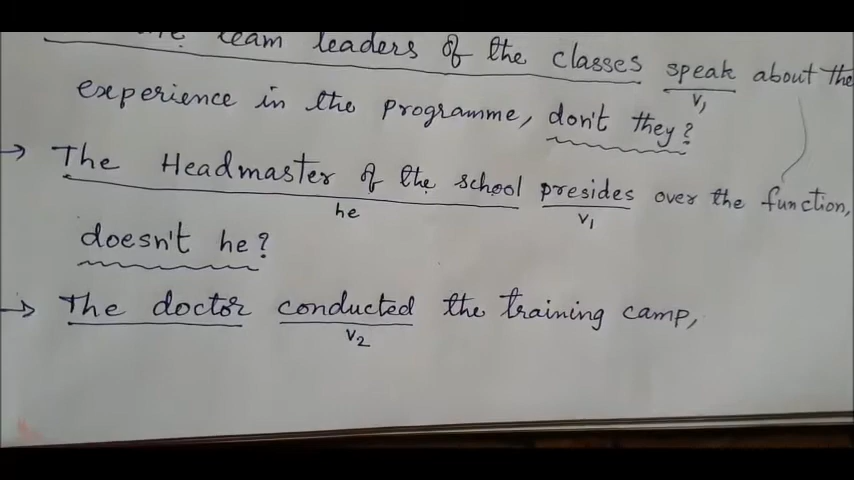 team leaders of the classes speak about the
V1
experience in the programme, don't they?
→ The Headmaster of the school presides over the function,
he V1
doesn't he?
→ The doctor conducted the training camp,
V2